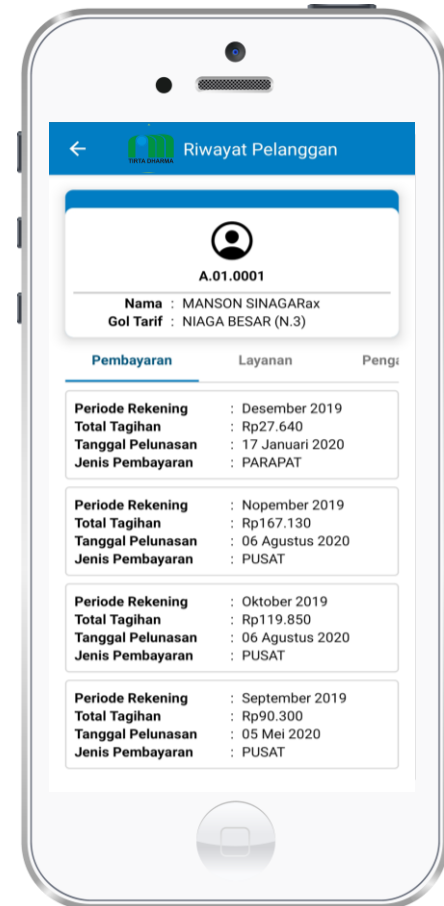 TIRTA DHARMA
Riwayat Pelanggan
A.01.0001
Nama : MANSON SINAGARax
Gol Tarif : NIAGA BESAR (N.3)
Pembayaran Layanan Penga
Periode Rekening : Desember 2019
Total Tagihan : Rp27.640
Tanggal Pelunasan : 17 Januari 2020
Jenis Pembayaran : PARAPAT
Periode Rekening : Nopember 2019
Total Tagihan : Rp167.130
Tanggal Pelunasan : 06 Agustus 2020
Jenis Pembayaran : PUSAT
Periode Rekening : Oktober 2019
Total Tagihan : Rp119.850
Tanggal Pelunasan : 06 Agustus 2020
Jenis Pembayaran : PUSAT
Periode Rekening : September 2019
Total Tagihan : Rp90.300
Tanggal Pelunasan : 05 Mei 2020
Jenis Pembayaran : PUSAT